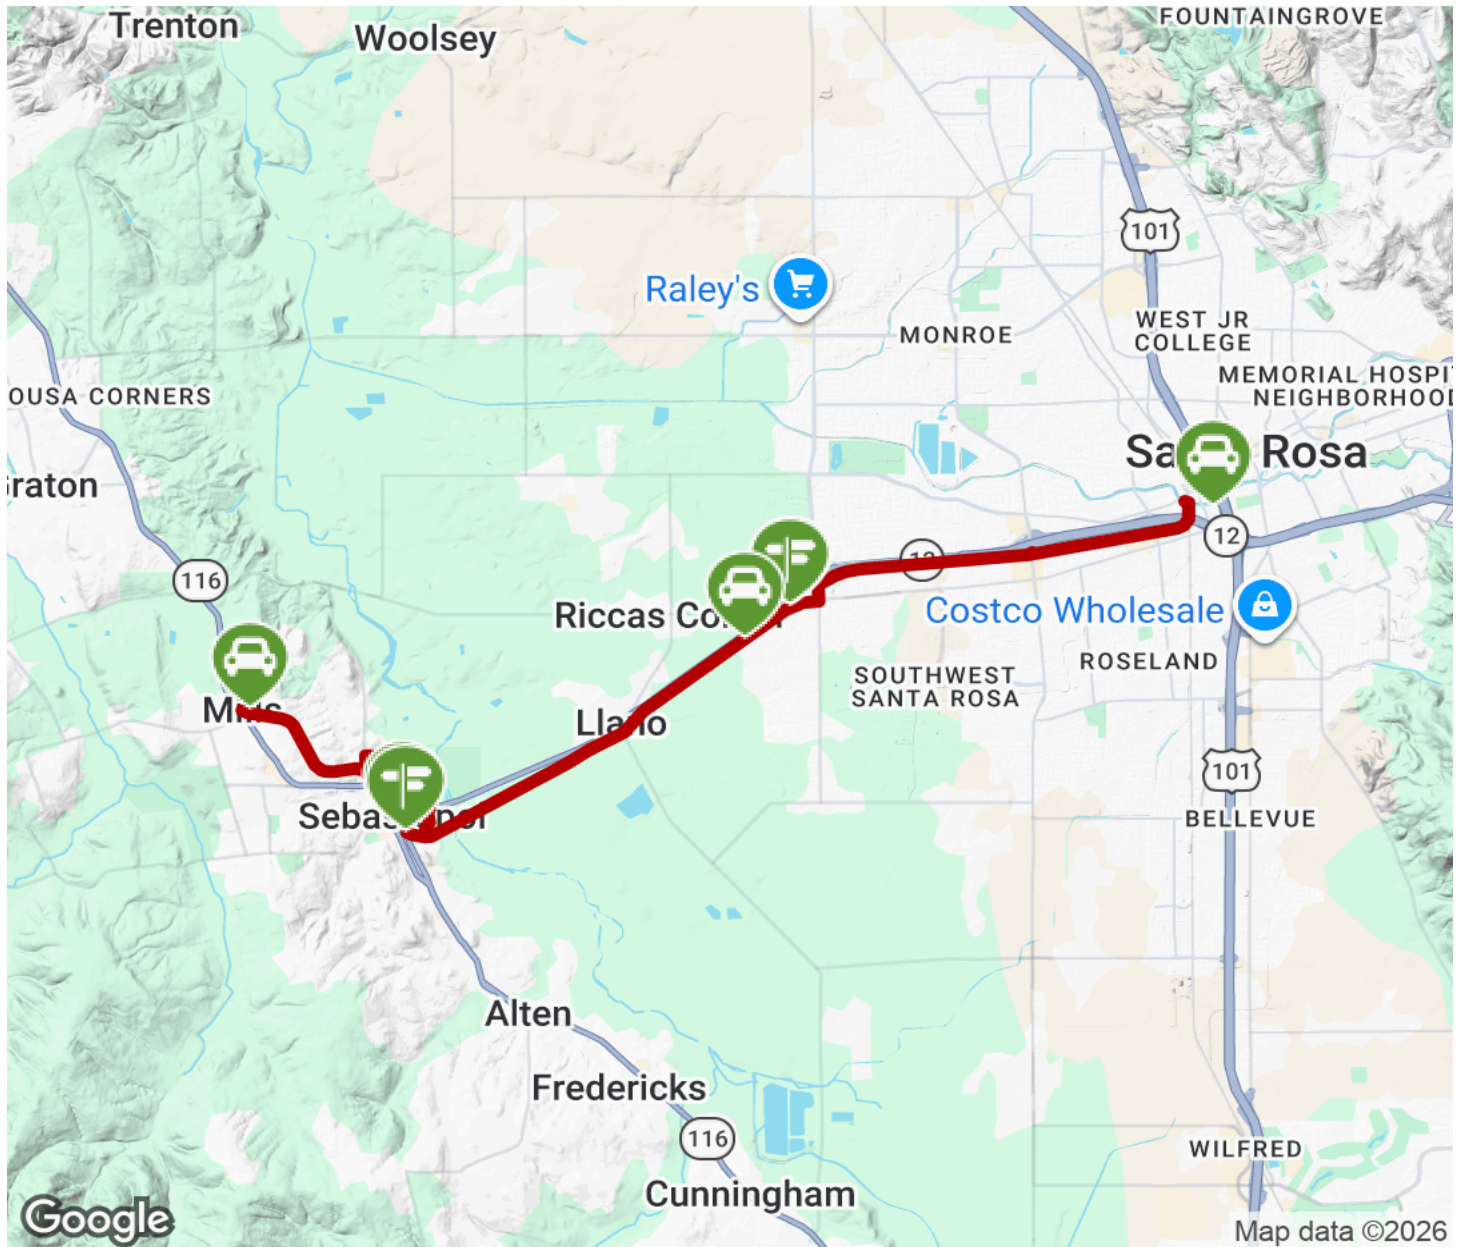 FOUNTAINGROVE
Trenton
Woolsey
101
Raley's
MONROE
WEST JR
COLLEGE
MEMORIAL HOSPI
NEIGHBORHOOD
OUSA CORNERS
Rosa
raton
12
116
Riccas
Costco Wholesale
ROSELAND
SOUTHWEST
SANTA ROSA
101
BELLEVUE
Alten
Fredericks
116
WILFRED
Cunningham
Google
Map data ©2026